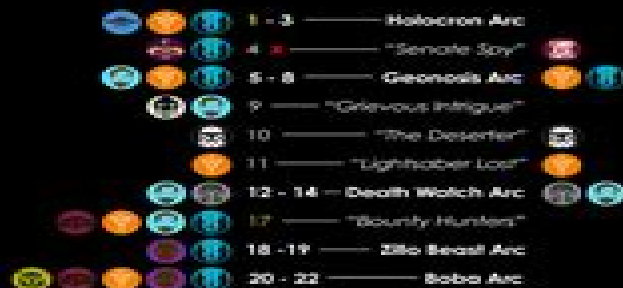 1 - 3 Holocron Arc
4 "Senate Spy"
5 - 8 Geonosis Arc
9 "Grievous Intrigue"
10 "The Deserter"
11 "Lightsaber Lost"
12 - 14 Death Watch Arc
17 "Bounty Hunters"
18 -19 Zillo Beast Arc
20 - 22 Boba Arc